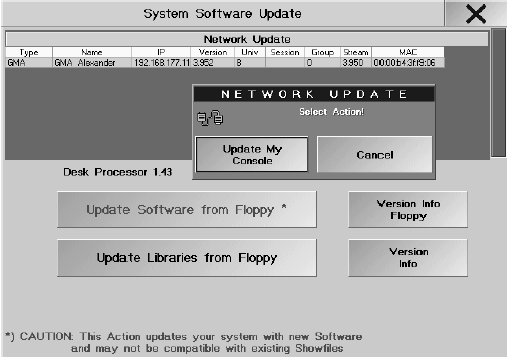 System Software Update
Network Update
Type Name IP Version Univ Session Group Stream MAC
GMA GMA Alexander 192.168.177.11 3.952 8 0 3.950 00:00:b4:3f:f9:06
NETWORK UPDATE
Select Action!
Update My
Console
Cancel
Desk Processor 1.43
Update Software from Floppy *
Version Info
Floppy
Update Libraries from Floppy
Version
Info
*) CAUTION: This Action updates your system with new Software
and may not be compatible with existing Showfiles